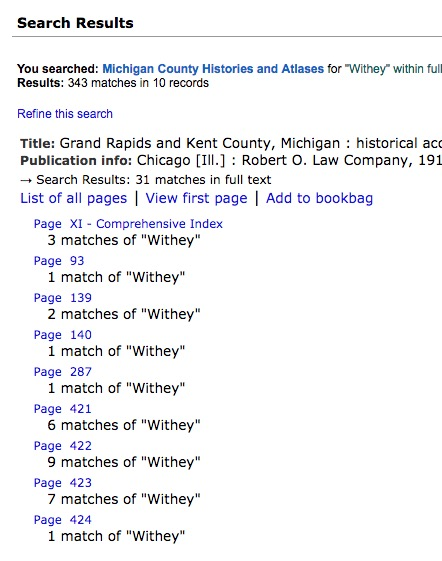 Search Results
You searched: Michigan County Histories and Atlases for "Withey" within full
Results: 343 matches in 10 records
Refine this search
Title: Grand Rapids and Kent County, Michigan : historical
Publication info: Chicago [Ill.] : Robert O. Law Company,
→ Search Results: 31 matches in full text
List of all pages | View first page | Add to bookbag
Page XI - Comprehensive Index
3 matches of "Withey"
Page 93
1 match of "Withey"
Page 139
2 matches of "Withey"
Page 140
1 match of "Withey"
Page 287
1 match of "Withey"
Page 421
6 matches of "Withey"
Page 422
9 matches of "Withey"
Page 423
7 matches of "Withey"
Page 424
1 match of "Withey"